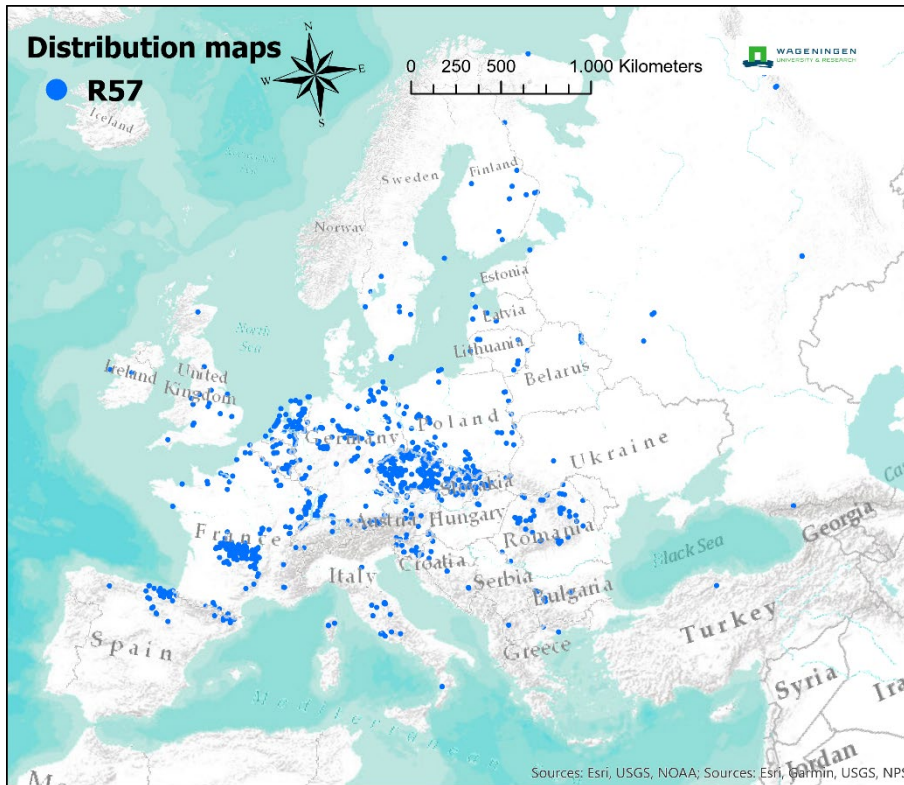 Distribution maps
R57
N
W E
S
0 250 500 1.000 Kilometers
WAGENINGEN
UNIVERSITY & RESEARCH
Iceland
Finland
Sweden
Norway
Estonia
North
Sea
Latvia
Lithuania
Ireland
United
Kingdom
Belarus
Poland
Germany
Ukraine
Slovakia
Austria
Hungary
France
Romania
Georgia
Croatia
Black Sea
Italy
Serbia
Bulgaria
Spain
Turkey
Greece
Syria
Mediterranean
Jordan
Sources: Esri, USGS, NOAA; Sources: Esri, Garmin, USGS, NPS